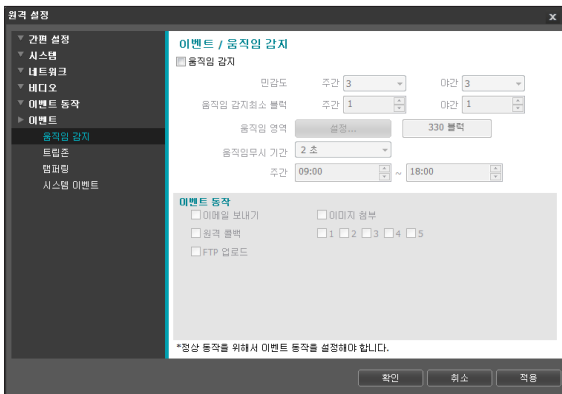 원격 설정 x
간편 설정
시스템
네트워크
비디오
이벤트 동작
이벤트
움직임 감지
트립존
탬퍼링
시스템 이벤트
이벤트 / 움직임 감지
움직임 감지
민감도 주간 3 야간 3
움직임 감지최소 블럭 주간 1 야간 1
움직임 영역 설정... 330 블럭
움직임무시 기간 2 초
주간 09:00 ~ 18:00
이벤트 동작
이메일 보내기 이미지 첨부
원격 콜백 1 2 3 4 5
FTP 업로드
*정상 동작을 위해서 이벤트 동작을 설정해야 합니다.
확인 취소 적용